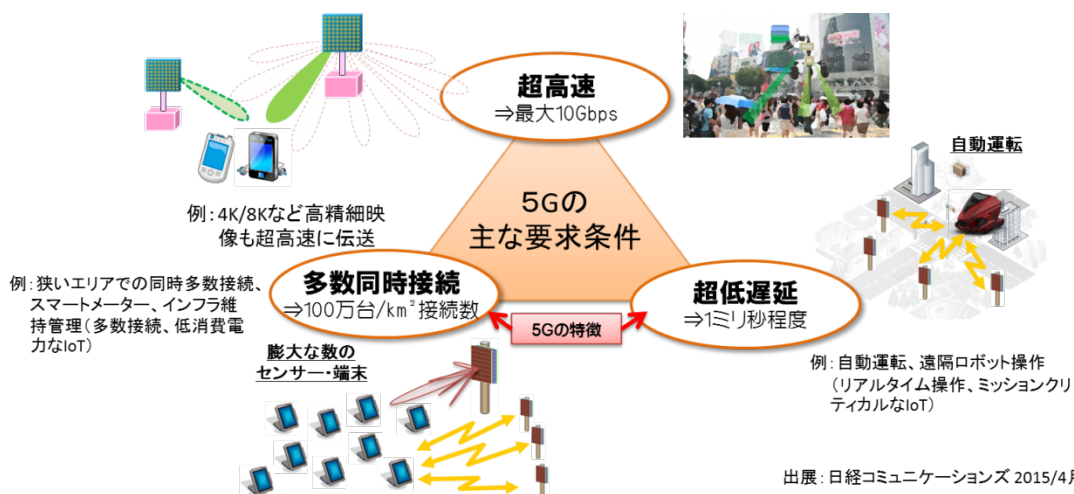 超高速
⇒最大10Gbps
自動運転
5Gの
主な要求条件
例：4K/8Kなど高精細映
像も超高速に伝送
多数同時接続
⇒100万台/km²接続数
超低遅延
⇒1ミリ秒程度
例：狭いエリアでの同時多数接続、
スマートメーター、インフラ維
持管理（多数接続、低消費電
力なIoT）
5Gの特徴
膨大な数の
センサー・端末
例：自動運転、遠隔ロボット操作
（リアルタイム操作、ミッションクリ
ティカルなIoT）
出展：日経コミュニケーションズ 2015/4月